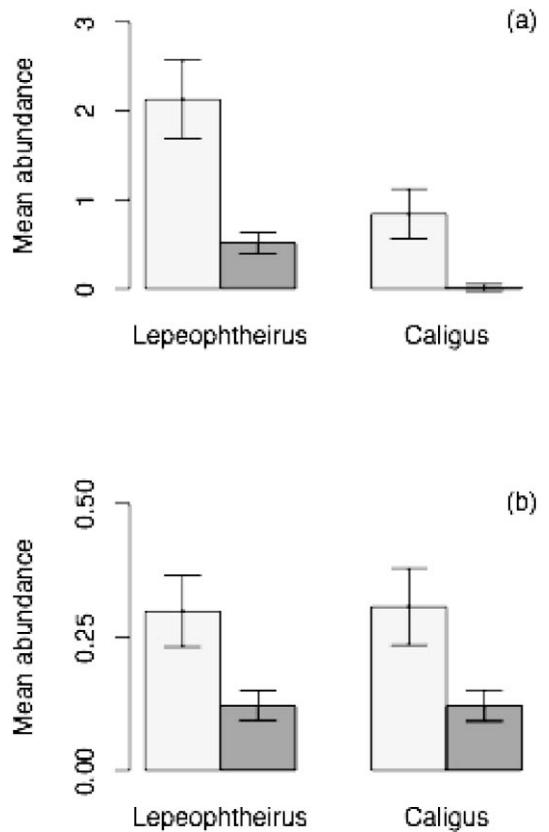 (a)
Mean abundance
3
2
1
0
Lepeophtheirus Caligus
(b)
Mean abundance
0.50
0.25
0.00
Lepeophtheirus Caligus